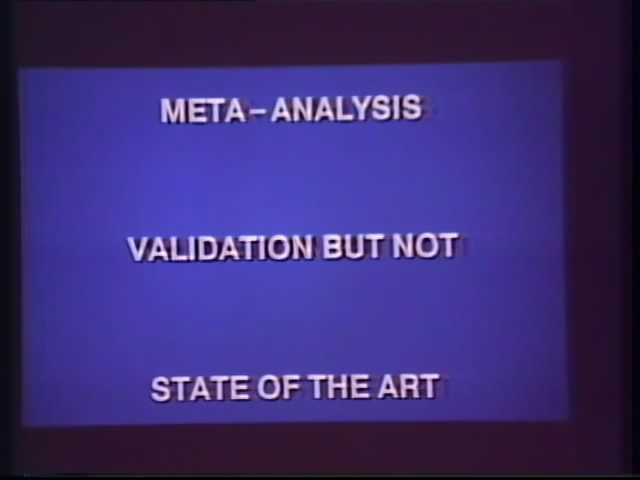 META-ANALYSIS
VALIDATION BUT NOT
STATE OF THE ART